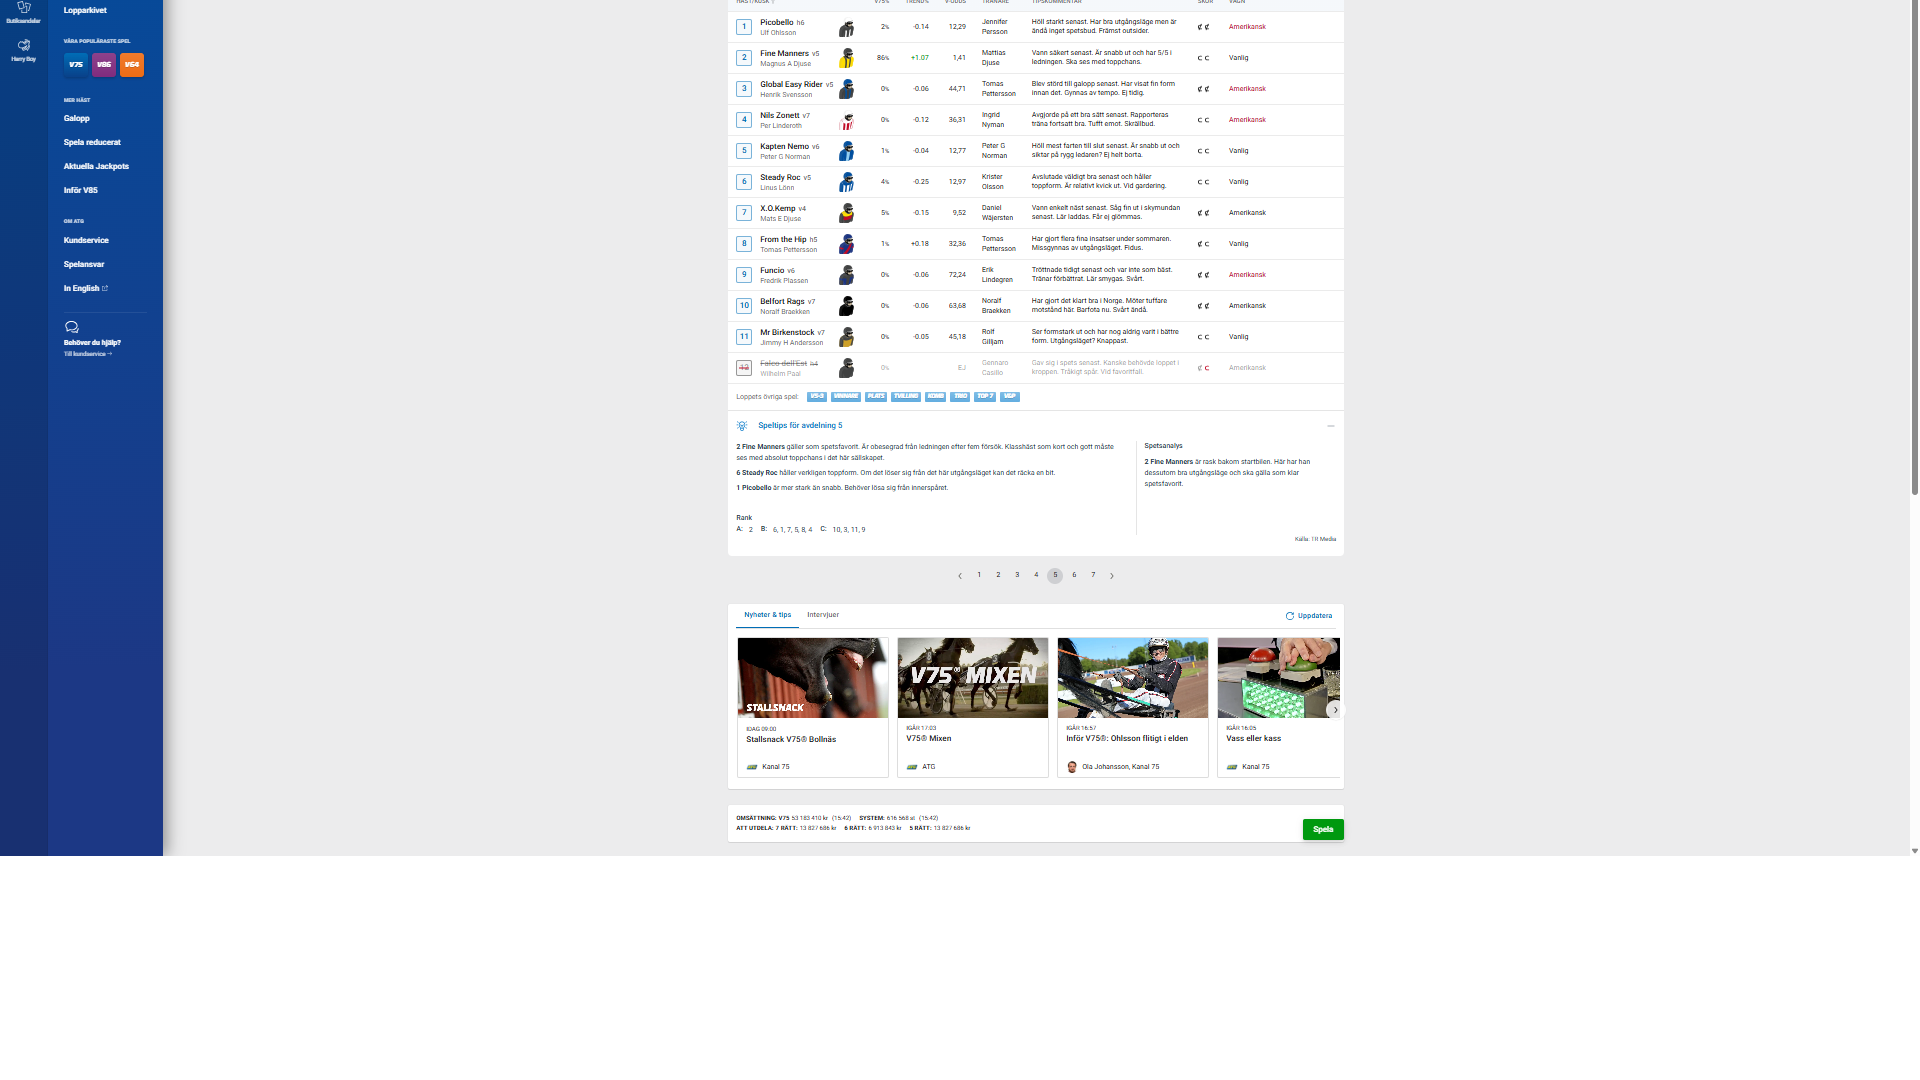 Lopparkivet
Butiksandelar
VÅRA POPULÄRASTE SPEL
Harry Boy
V75 V86 V64
MER HÄST
Galopp
Spela reducerat
Aktuella Jackpots
Inför V85
OM ATG
Kundservice
Spelansvar
In English
Behöver du hjälp?
Till kundservice →
HÄST/KUSK V75% TREND% V-ODDS TRÄNARE TIPSKOMMENTAR SKOR VAGN
1 Picobello h6 2% -0.14 12,29 Jennifer Höll starkt senast. Har bra utgångsläge men är ȼ ȼ Amerikansk
Ulf Ohlsson Persson ändå inget spetsbud. Främst outsider.
2 Fine Manners v5 86% +1.07 1,41 Mattias Vann säkert senast. Är snabb ut och har 5/5 i C C Vanlig
Magnus A Djuse Djuse ledningen. Ska ses med toppchans.
3 Global Easy Rider v5 0% -0.06 44,71 Tomas Blev störd till galopp senast. Har visat fin form ȼ ȼ Amerikansk
Henrik Svensson Pettersson innan det. Gynnas av tempo. Ej tidig.
4 Nils Zonett v7 0% -0.12 36,31 Ingrid Avgjorde på ett bra sätt senast. Rapporteras C C Amerikansk
Per Linderoth Nyman träna fortsatt bra. Tufft emot. Skrällbud.
5 Kapten Nemo v6 1% -0.04 12,77 Peter G Höll mest farten till slut senast. Är snabb ut och C C Vanlig
Peter G Norman Norman siktar på rygg ledaren? Ej helt borta.
6 Steady Roc v5 4% -0.25 12,97 Krister Avslutade väldigt bra senast och håller C C Vanlig
Linus Lönn Olsson toppform. Är relativt kvick ut. Vid gardering.
7 X.O.Kemp v4 5% -0.15 9,52 Daniel Vann enkelt näst senast. Såg fin ut i skymundan ȼ ȼ Amerikansk
Mats E Djuse Wäjersten senast. Lär laddas. Får ej glömmas.
8 From the Hip h5 1% +0.18 32,36 Tomas Har gjort flera fina insatser under sommaren. ȼ C Vanlig
Tomas Pettersson Pettersson Missgynnas av utgångsläget. Fidus.
9 Funcio v6 0% -0.06 72,24 Erik Tröttnade tidigt senast och var inte som bäst. ȼ ȼ Amerikansk
Fredrik Plassen Lindegren Tränar förbättrat. Lär smygas. Svårt.
10 Belfort Rags v7 0% -0.06 63,68 Noralf Har gjort det klart bra i Norge. Möter tuffare ȼ ȼ Amerikansk
Noralf Braekken Braekken motstånd här. Barfota nu. Svårt ändå.
11 Mr Birkenstock v7 0% -0.05 45,18 Rolf Ser formstark ut och har nog aldrig varit i bättre C C Vanlig
Jimmy H Andersson Gilljam form. Utgångsläget? Knappast.
12 Falco dell'Est h4 0% EJ Gennaro Gav sig i spets senast. Kanske behövde loppet i ȼ C Amerikansk
Wilhelm Paal Casillo kroppen. Tråkigt spår. Vid favoritfall.
Loppets övriga spel: V5-3 VINNARE PLATS TVILLING KOMB TRIO TOP 7 VGP
Speltips för avdelning 5
2 Fine Manners gäller som spetsfavorit. Är obesegrad från ledningen efter fem försök. Klasshäst som kort och gott måste
ses med absolut toppchans i det här sällskapet.
6 Steady Roc håller verkligen toppform. Om det löser sig från det här utgångsläget kan det räcka en bit.
1 Picobello är mer stark än snabb. Behöver lösa sig från innerspåret.
Rank
A: 2 B: 6, 1, 7, 5, 8, 4 C: 10, 3, 11, 9
Spetsanalys
2 Fine Manners är rask bakom startbilen. Här har han
dessutom bra utgångsläge och ska gälla som klar
spetsfavorit.
Källa: TR Media
1 2 3 4 5 6 7
Nyheter & tips Intervjuer Uppdatera
STALLSNACK
V75® MIXEN
IDAG 09:00
Stallsnack V75® Bollnäs
Kanal 75
IGÅR 17:03
V75® Mixen
ATG
IGÅR 16:57
Inför V75®: Ohlsson flitigt i elden
Ola Johansson, Kanal 75
IGÅR 16:05
Vass eller kass
Kanal 75
OMSÄTTNING: V75 53 183 410 kr (15:42) SYSTEM: 616 568 st (15:42)
ATT UTDELA: 7 RÄTT: 13 827 686 kr 6 RÄTT: 6 913 843 kr 5 RÄTT: 13 827 686 kr
Spela